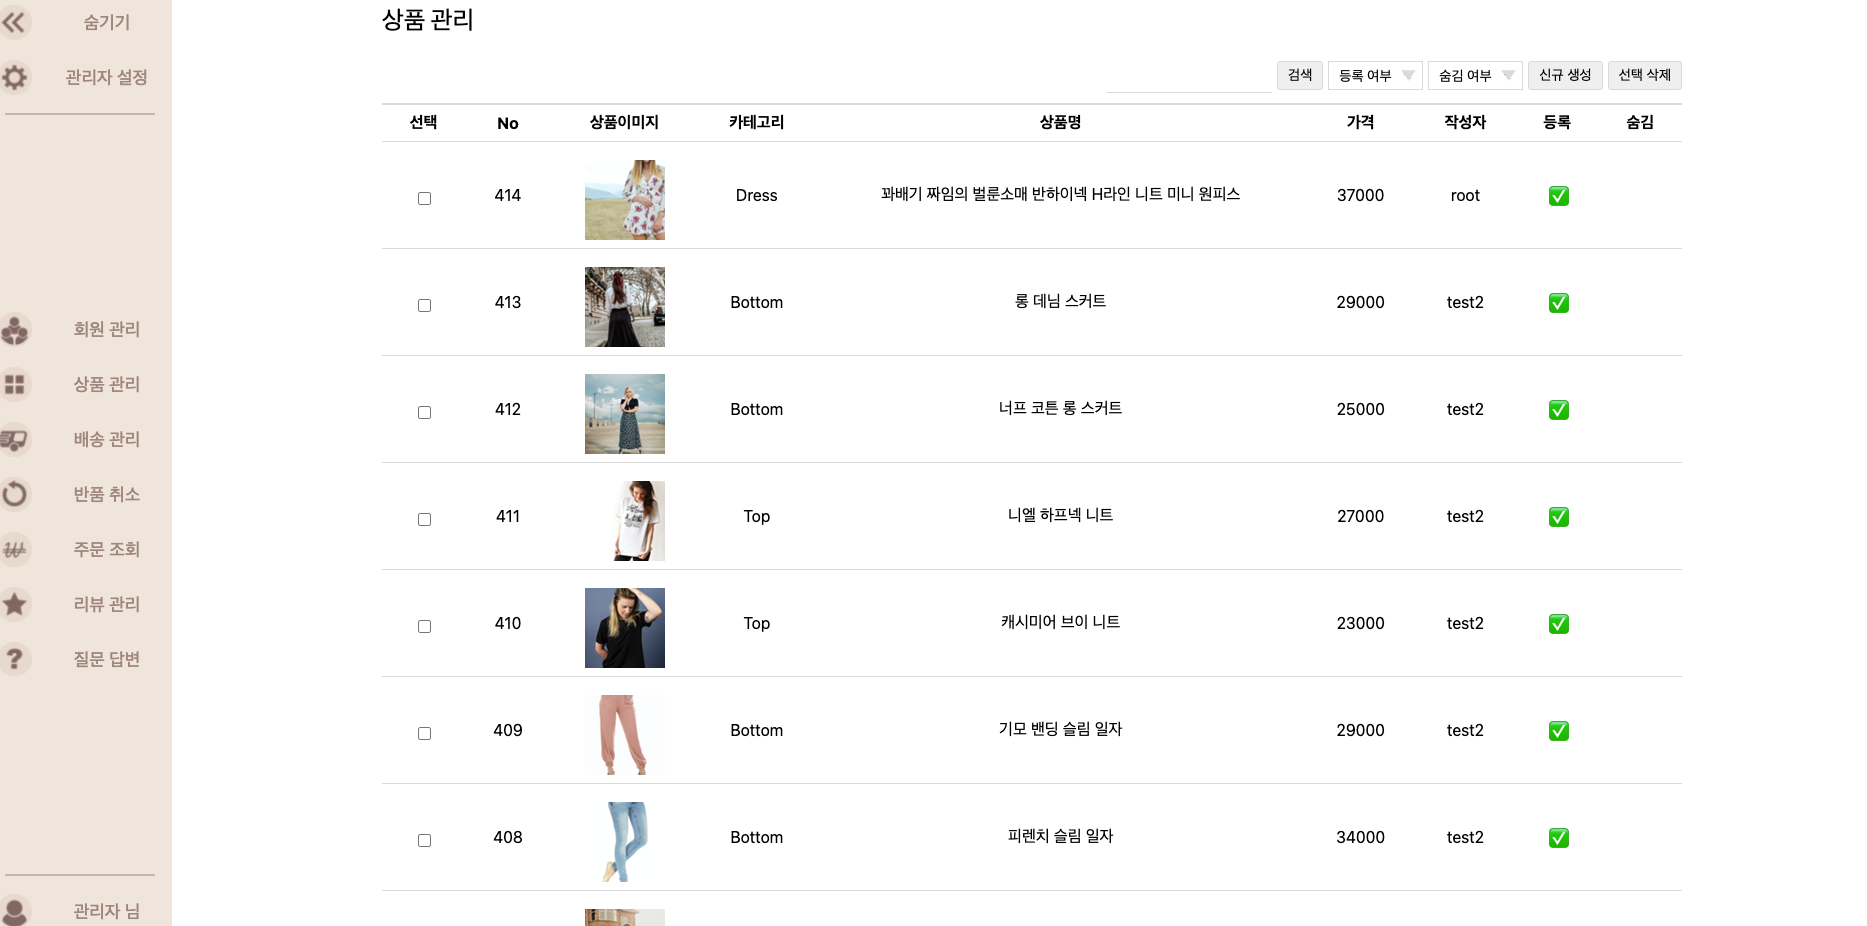 숨기기
관리자 설정
회원 관리
상품 관리
배송 관리
반품 취소
주문 조회
리뷰 관리
질문 답변
관리자 님
상품 관리
검색 등록 여부 숨김 여부 신규 생성 선택 삭제
선택 No 상품이미지 카테고리 상품명 가격 작성자 등록 숨김
414 Dress 꽈배기 짜임의 벌룬소매 반하이넥 H라인 니트 미니 원피스 37000 root ✅
413 Bottom 롱 데님 스커트 29000 test2 ✅
412 Bottom 너프 코튼 롱 스커트 25000 test2 ✅
411 Top 니엘 하프넥 니트 27000 test2 ✅
410 Top 캐시미어 브이 니트 23000 test2 ✅
409 Bottom 기모 밴딩 슬림 일자 29000 test2 ✅
408 Bottom 피렌치 슬림 일자 34000 test2 ✅